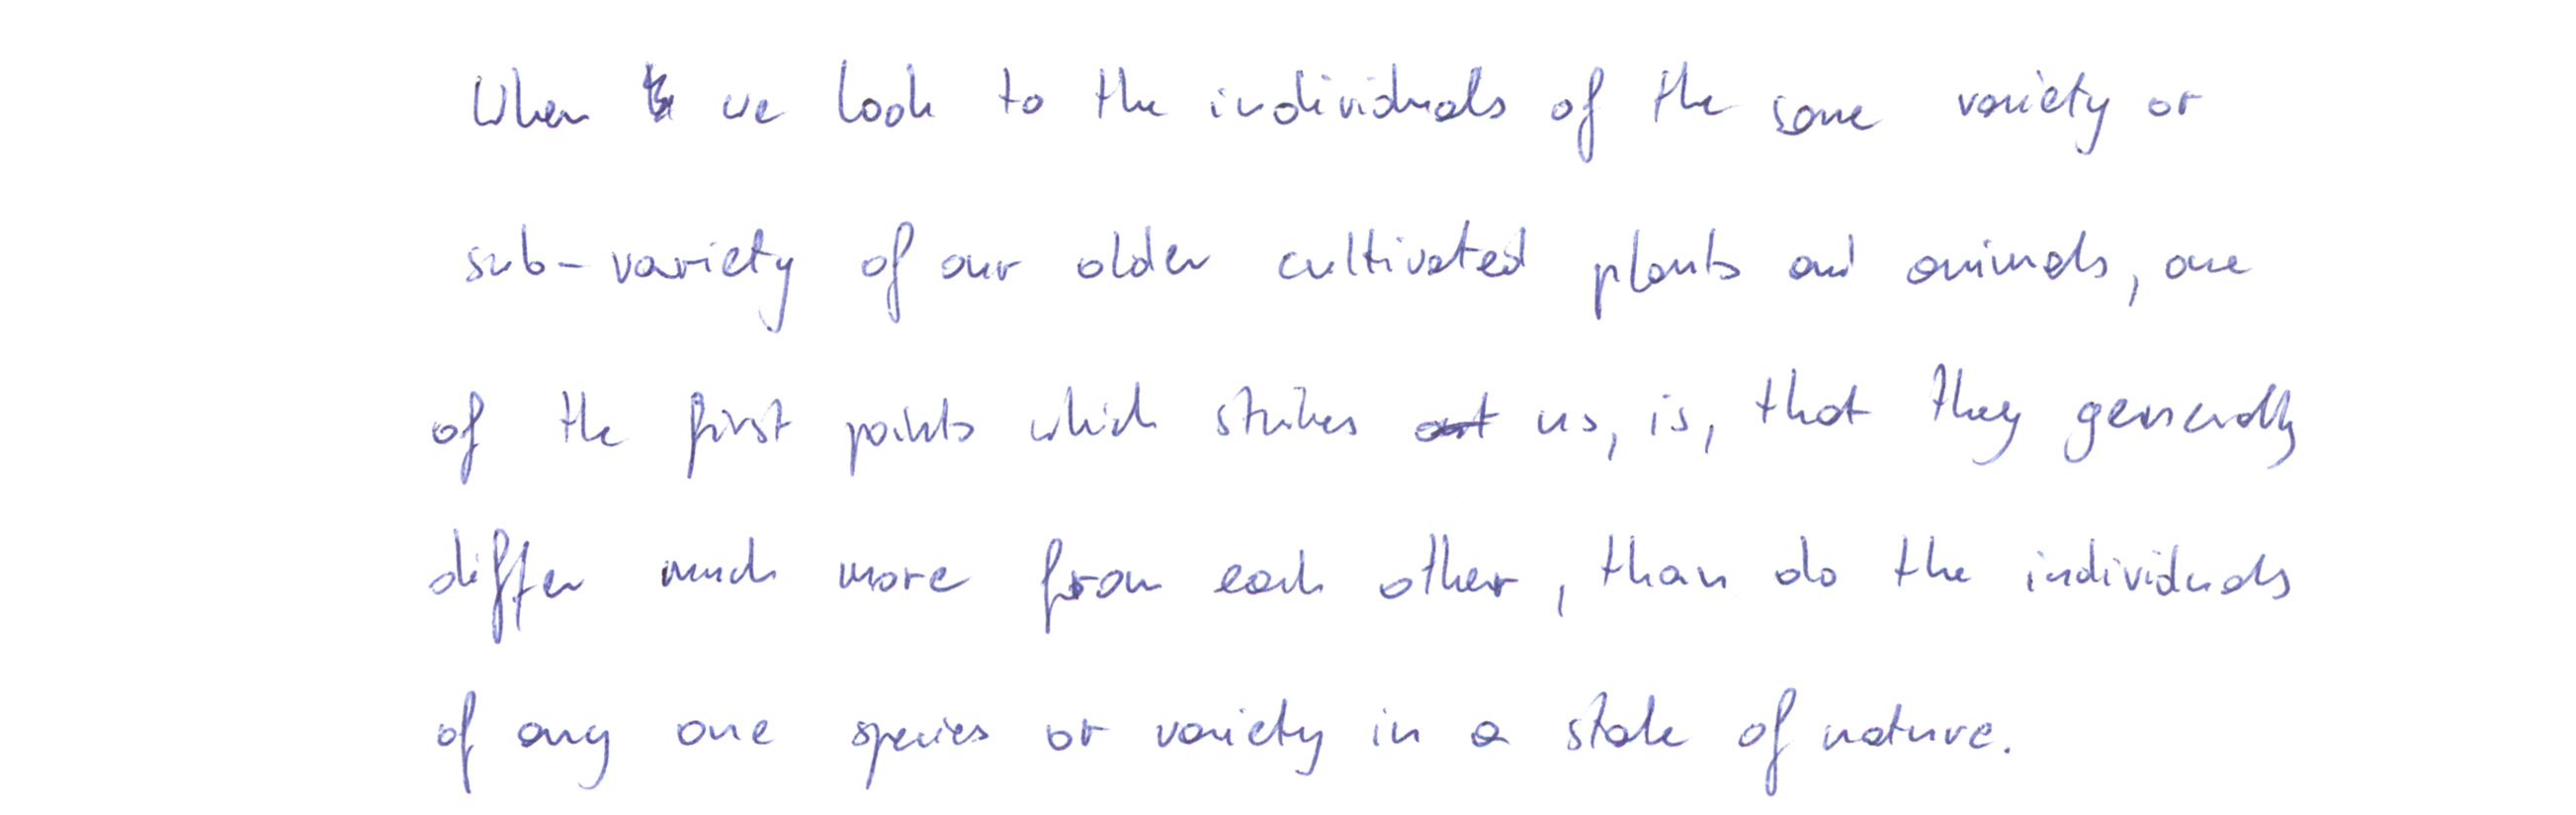 When we look to the individuals of the same variety or
sub-variety of our older cultivated plants and animals, one
of the first points which strikes us, is, that they generally
differ much more from each other, than do the individuals
of any one species or variety in a state of nature.